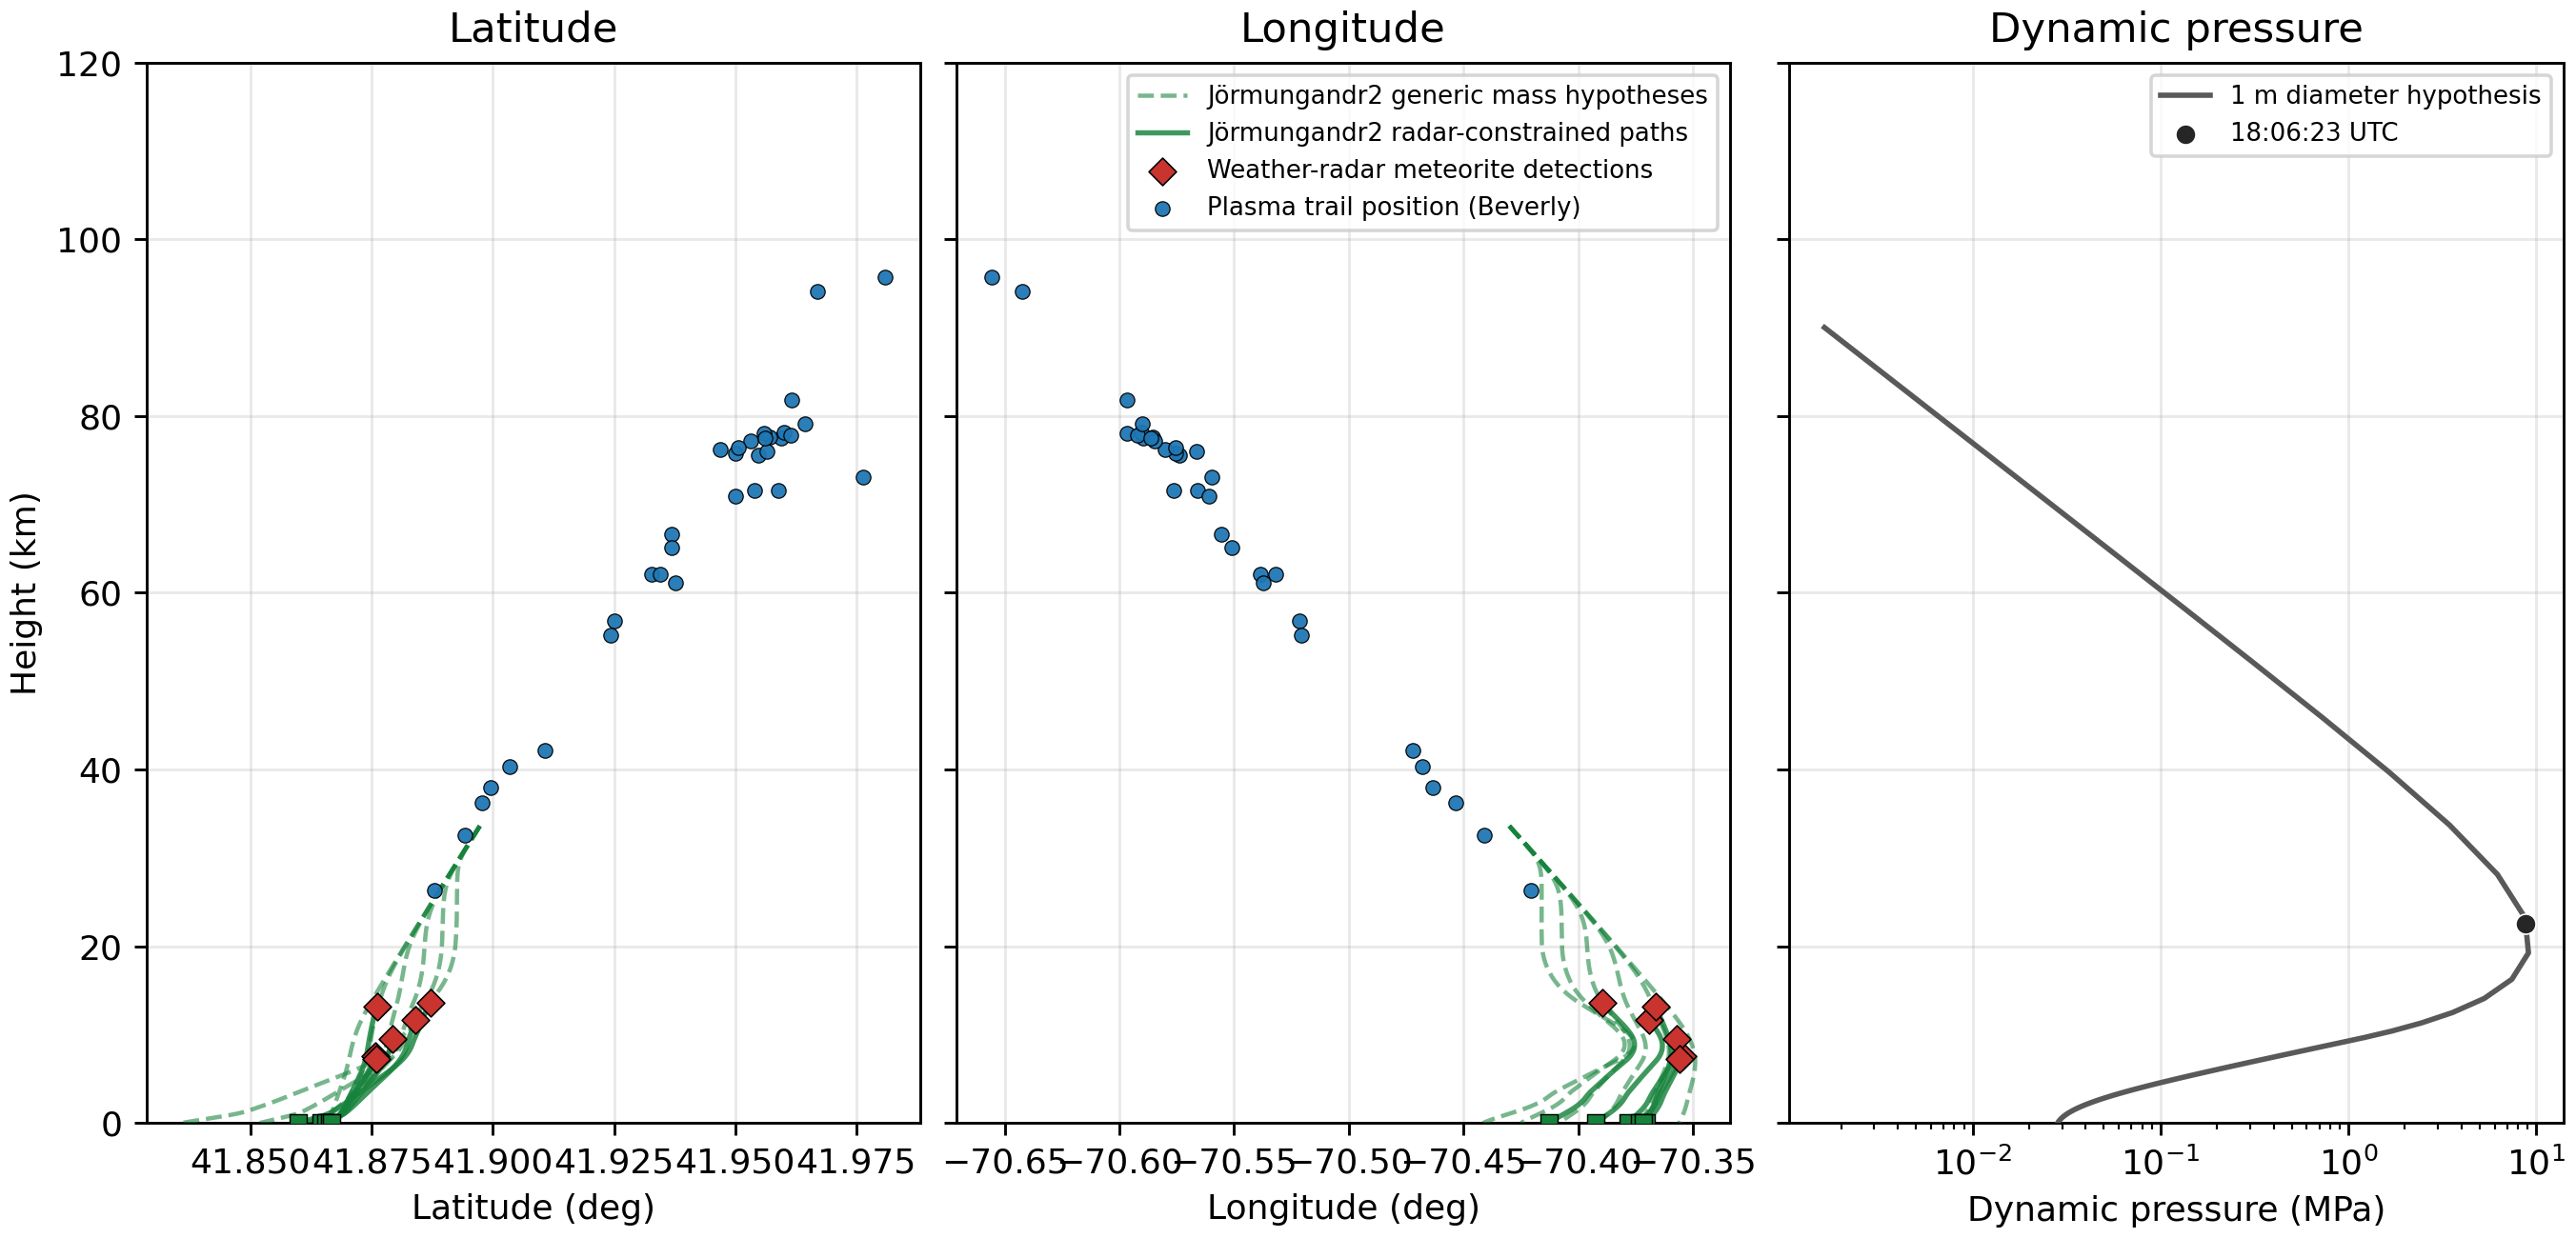 Latitude
Longitude
Dynamic pressure
120
100
80
60
40
20
0
Height (km)
41.850
41.875
41.900
41.925
41.950
41.975
Latitude (deg)
Jörmungandr2 generic mass hypotheses
Jörmungandr2 radar-constrained paths
Weather-radar meteorite detections
Plasma trail position (Beverly)
−70.65
−70.60
−70.55
−70.50
−70.45
−70.40
−70.35
Longitude (deg)
1 m diameter hypothesis
18:06:23 UTC
10⁻²
10⁻¹
10⁰
10¹
Dynamic pressure (MPa)